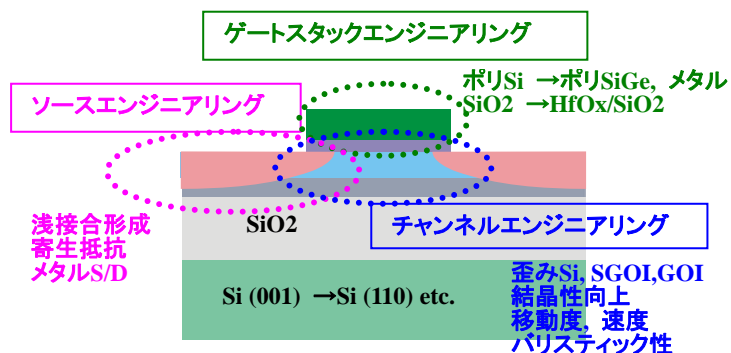 ゲートスタックエンジニアリング
ポリSi →ポリSiGe, メタル
SiO2 →HfOx/SiO2
ソースエンジニアリング
浅接合形成
寄生抵抗
メタルS/D
SiO2
チャンネルエンジニアリング
Si (001) →Si (110) etc.
歪みSi, SGOI,GOI
結晶性向上
移動度, 速度
バリスティック性